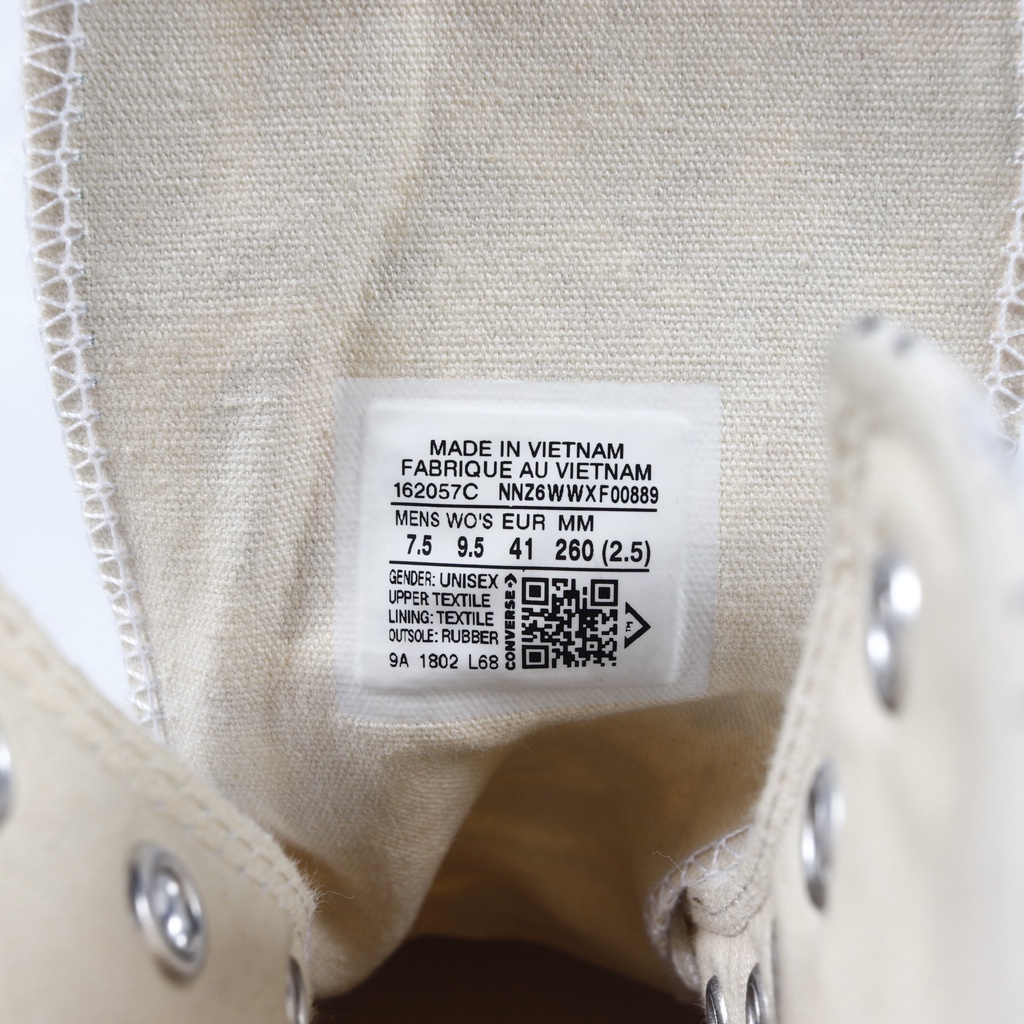 MADE IN VIETNAM
FABRIQUE AU VIETNAM
162057C NNZ6WWXF00889
MENS WO'S EUR MM
7.5 9.5 41 260 (2.5)
GENDER: UNISEX
UPPER: TEXTILE
LINING: TEXTILE
OUTSOLE: RUBBER
9A 1802 L68
CONVERSE
TM